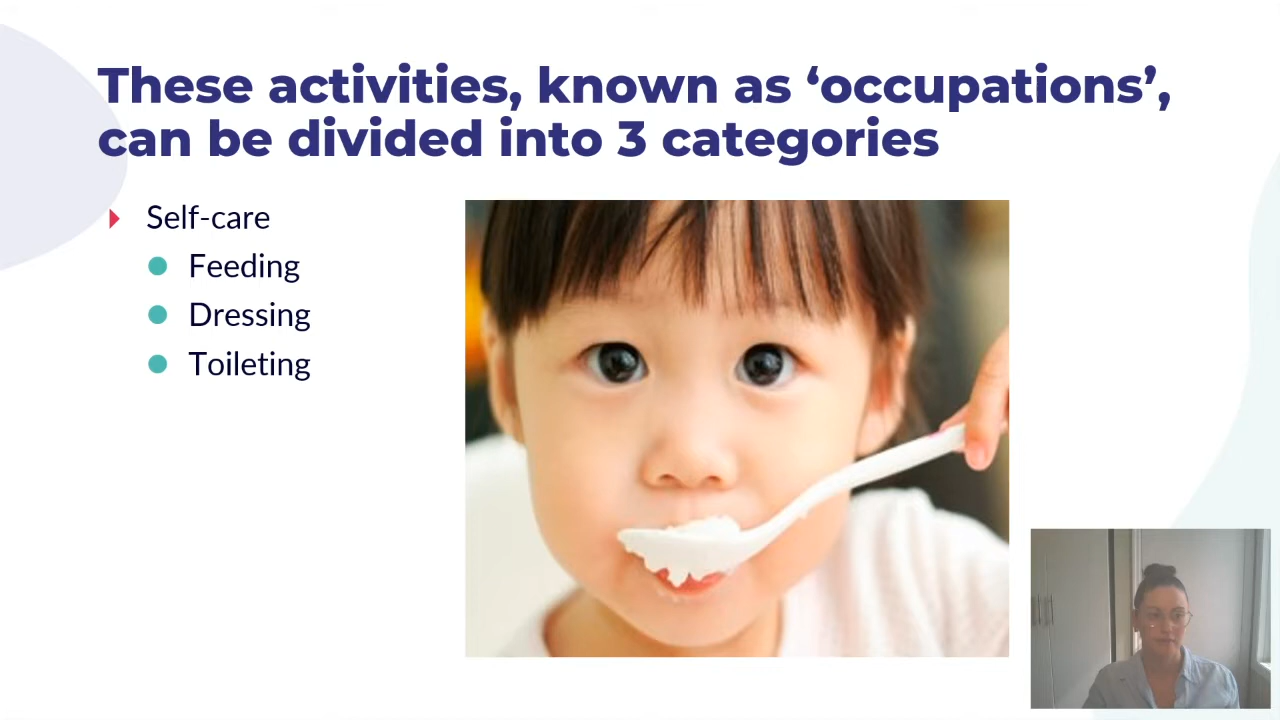 These activities, known as ‘occupations’,
can be divided into 3 categories
Self-care
Feeding
Dressing
Toileting